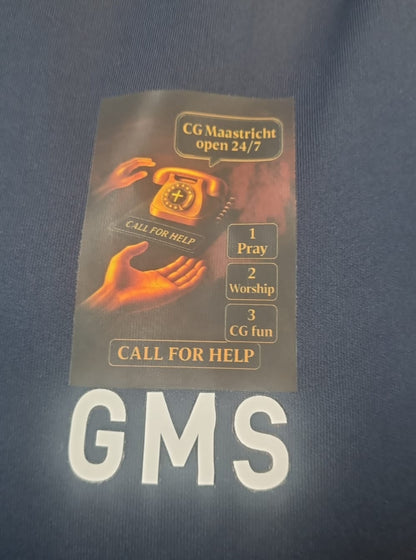 CG Maastricht
open 24/7
CALL FOR HELP
1
Pray
2
Worship
3
CG fun
CALL FOR HELP
GMS